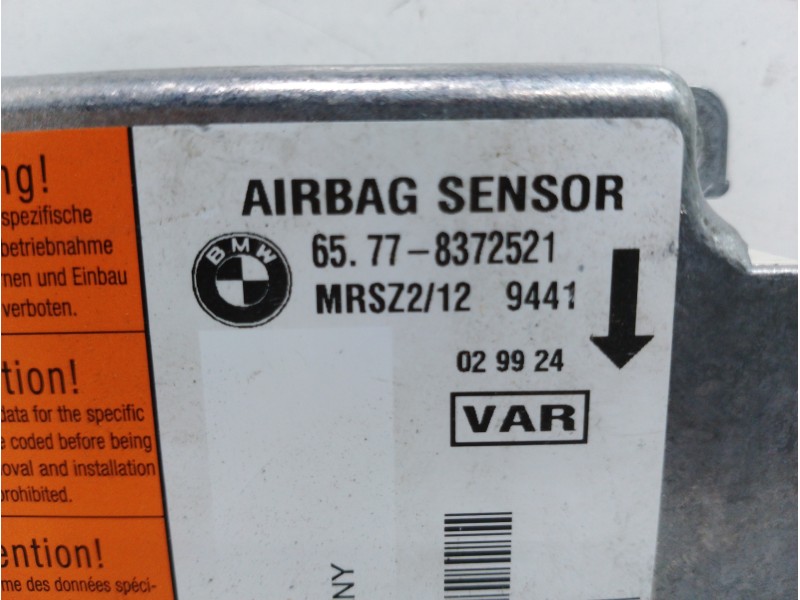 ng!
spezifische
betriebnahme
nen und Einbau
verboten.
tion!
data for the specific
e coded before being
oval and installation
prohibited.
ention!
me des données spéci-
AIRBAG SENSOR
BMW
65. 77-8372521
MRSZ2/12 9441
02 99 24
VAR
NY